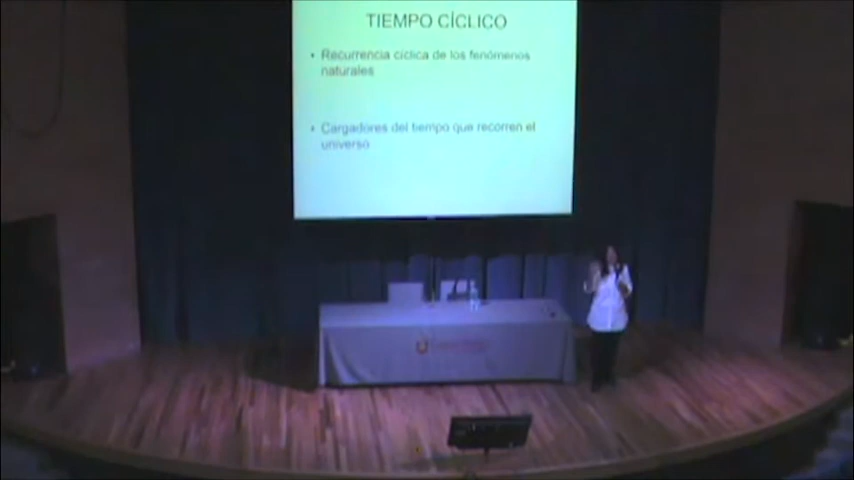 TIEMPO CÍCLICO
• Recurrencia cíclica de los fenómenos
naturales
• Cargadores del tiempo que recorren el
universo